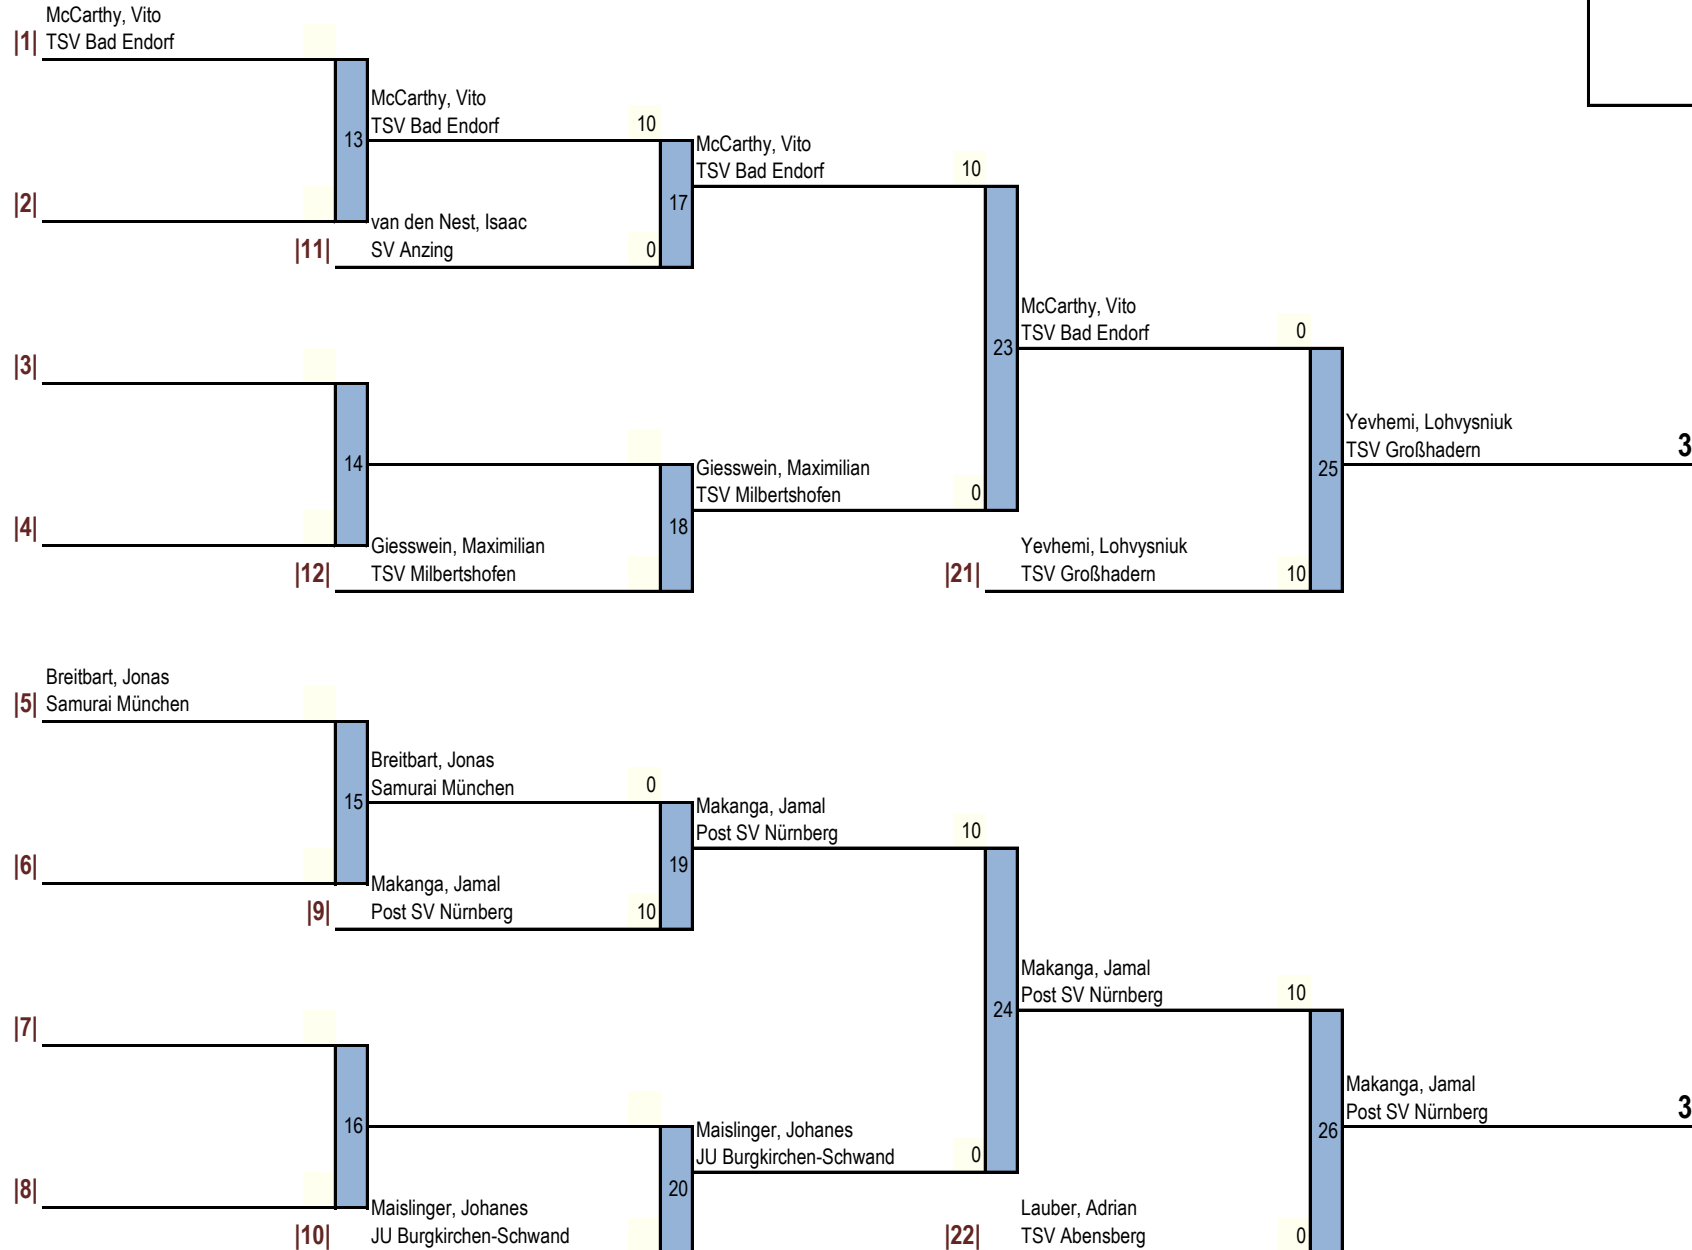 McCarthy, Vito
|1| TSV Bad Endorf
McCarthy, Vito
TSV Bad Endorf 10
13
McCarthy, Vito
TSV Bad Endorf 10
|2|
17
van den Nest, Isaac
|11| SV Anzing 0
McCarthy, Vito
TSV Bad Endorf 0
23
|3|
Yevhemi, Lohvysniuk
TSV Großhadern 3
14
25
Giesswein, Maximilian
TSV Milbertshofen 0
|4|
18
Giesswein, Maximilian
|12| TSV Milbertshofen
Yevhemi, Lohvysniuk
|21| TSV Großhadern 10
Breitbart, Jonas
|5| Samurai München
Breitbart, Jonas
Samurai München 0
15
Makanga, Jamal
Post SV Nürnberg 10
|6|
19
Makanga, Jamal
|9| Post SV Nürnberg 10
Makanga, Jamal
Post SV Nürnberg 10
24
|7|
Makanga, Jamal
Post SV Nürnberg 3
16
26
Maislinger, Johanes
JU Burgkirchen-Schwand 0
|8|
20
Maislinger, Johanes
|10| JU Burgkirchen-Schwand
Lauber, Adrian
|22| TSV Abensberg 0